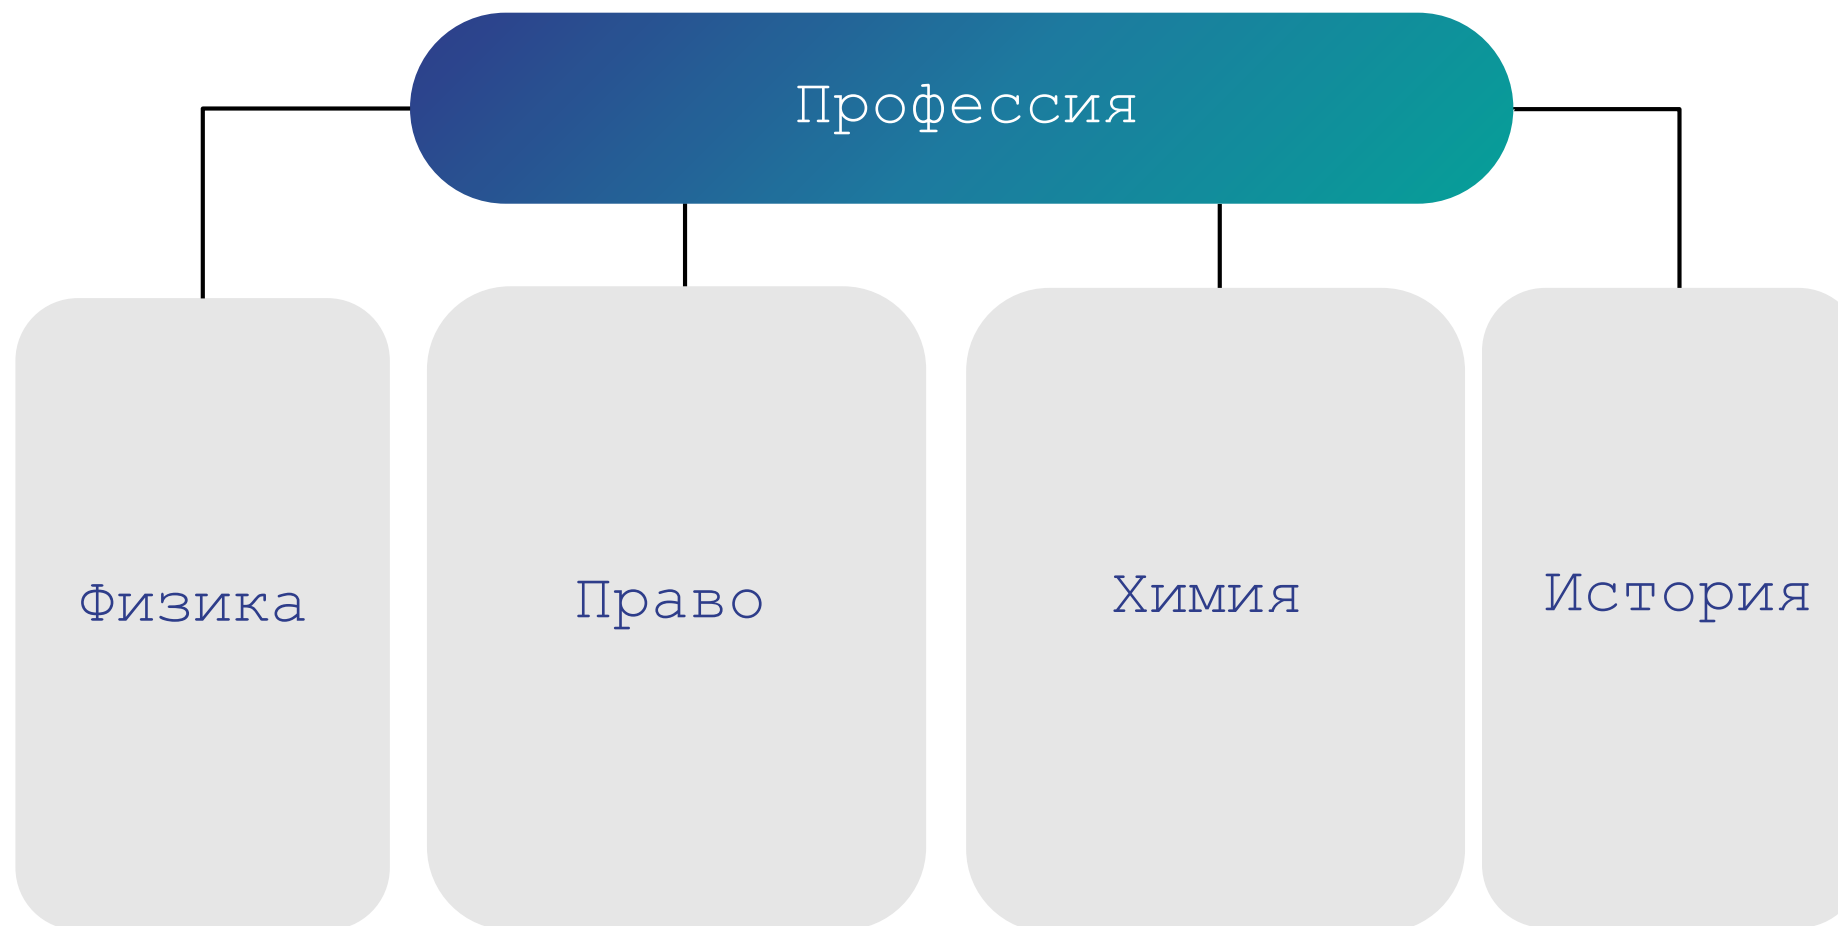 Профессия
Физика
Право
Химия
История